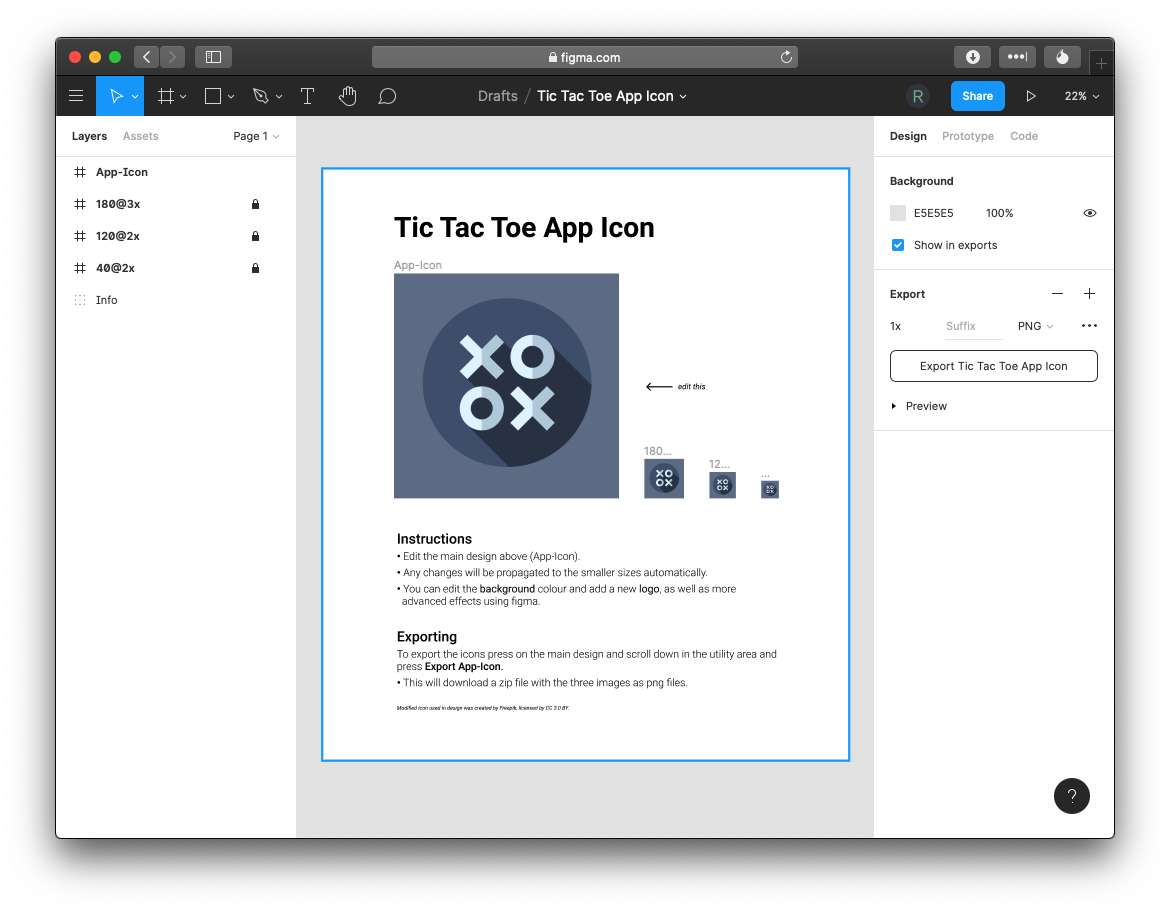 figma.com
Drafts / Tic Tac Toe App Icon
R
Share
22%
Layers
Assets
Page 1
App-Icon
180@3x
120@2x
40@2x
Info
Tic Tac Toe App Icon
App-Icon
XO
OX
edit this
180...
12...
...
XO
OX
XO
OX
XO
OX
Instructions
• Edit the main design above (App-Icon).
• Any changes will be propagated to the smaller sizes automatically.
• You can edit the background colour and add a new logo, as well as more
advanced effects using figma.
Exporting
To export the icons press on the main design and scroll down in the utility area and
press Export App-Icon.
• This will download a zip file with the three images as png files.
Modified icon used in design was created by Freepik, licensed by CC 3.0 BY.
Design
Prototype
Code
Background
E5E5E5
100%
Show in exports
Export
1x
Suffix
PNG
Export Tic Tac Toe App Icon
Preview
?